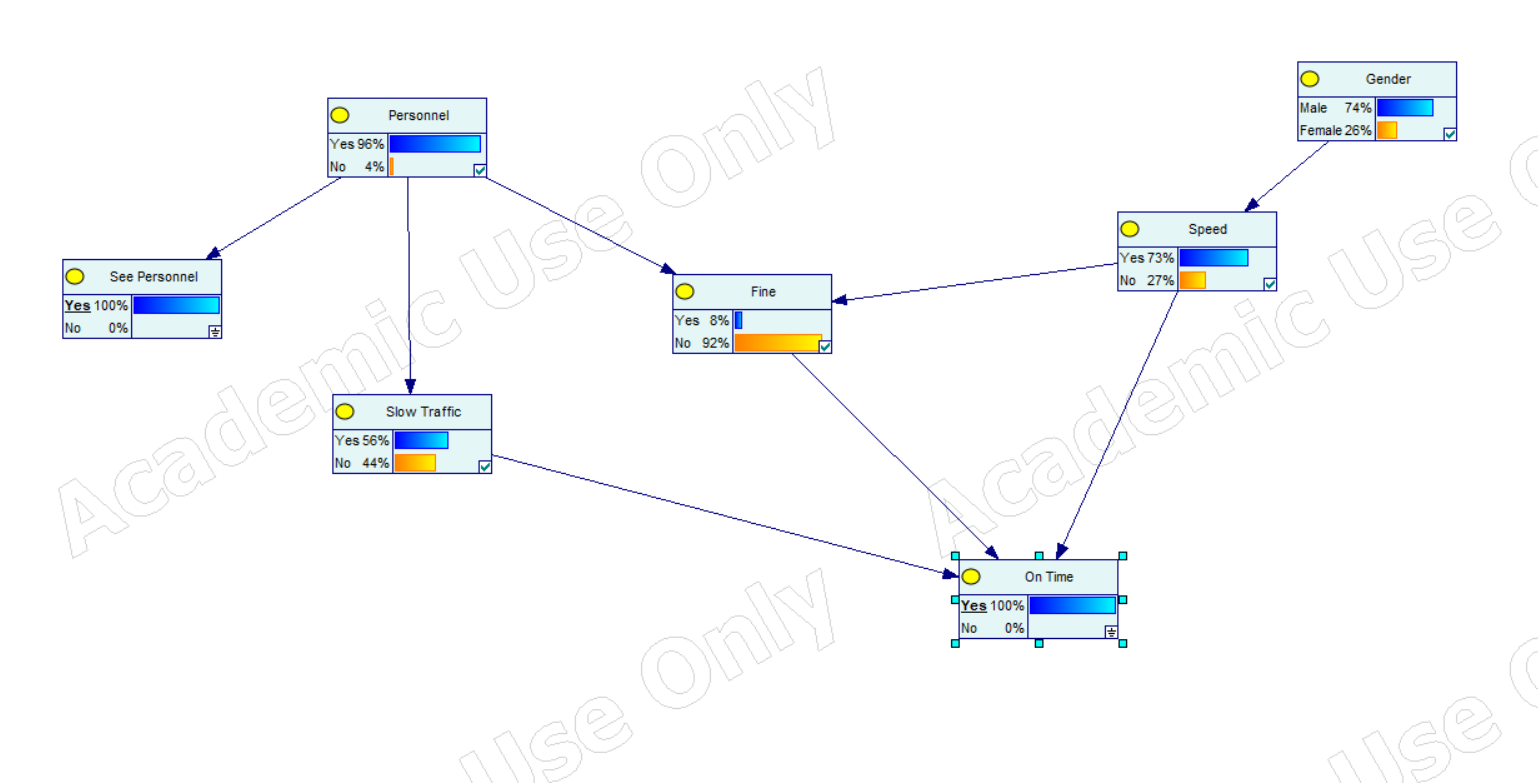 Gender
Male 74%
Female 26%
Personnel
Yes 96%
No 4%
Speed
Yes 73%
No 27%
See Personnel
Yes 100%
No 0%
Fine
Yes 8%
No 92%
Slow Traffic
Yes 56%
No 44%
On Time
Yes 100%
No 0%
Academic Use Only
Academic Use O
Use Only
Use